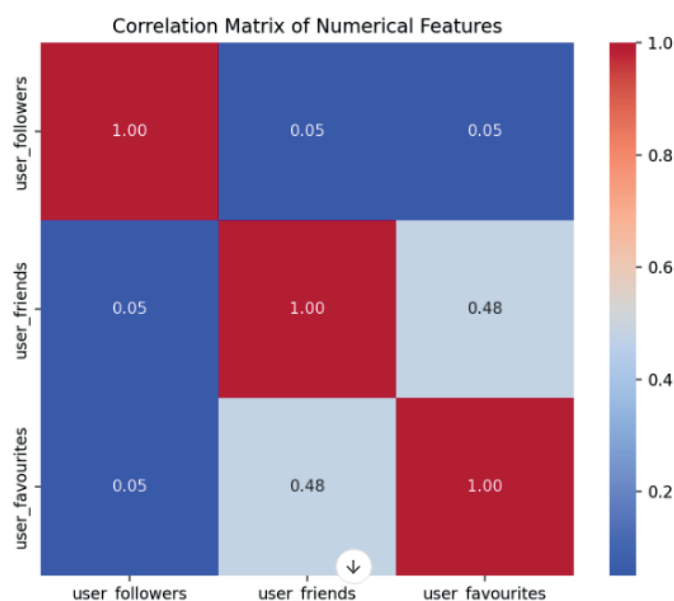 Correlation Matrix of Numerical Features
user_followers
1.00
0.05
0.05
user_friends
0.05
1.00
0.48
user_favourites
0.05
0.48
1.00
user_followers
user_friends
user_favourites
1.0
0.8
0.6
0.4
0.2